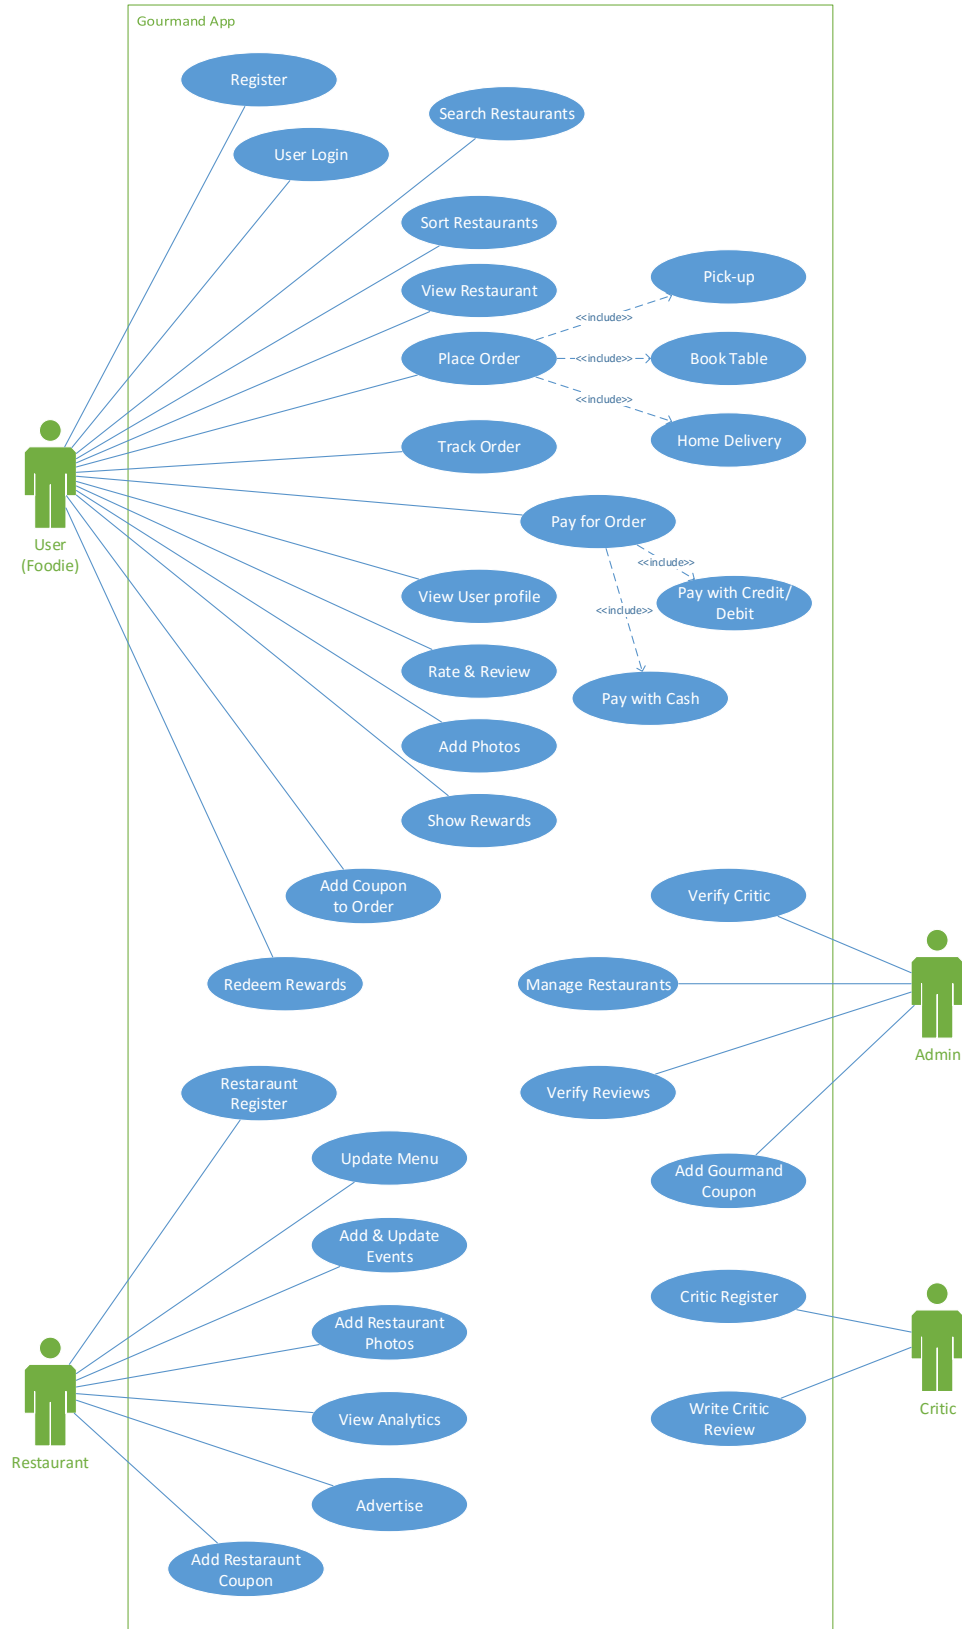 Gourmand App
Register
Search Restaurants
User Login
Sort Restaurants
Pick-up
View Restaurant
<<include>>
Place Order
<<include>>
Book Table
<<include>>
Home Delivery
Track Order
User
(Foodie)
Pay for Order
<<include>>
View User profile
Pay with Credit/
Debit
<<include>>
Rate & Review
Pay with Cash
Add Photos
Show Rewards
Add Coupon
to Order
Verify Critic
Redeem Rewards
Manage Restaurants
Admin
Restaraunt
Register
Verify Reviews
Update Menu
Add Gourmand
Coupon
Add & Update
Events
Critic Register
Add Restaurant
Photos
View Analytics
Write Critic
Review
Critic
Restaurant
Advertise
Add Restaraunt
Coupon